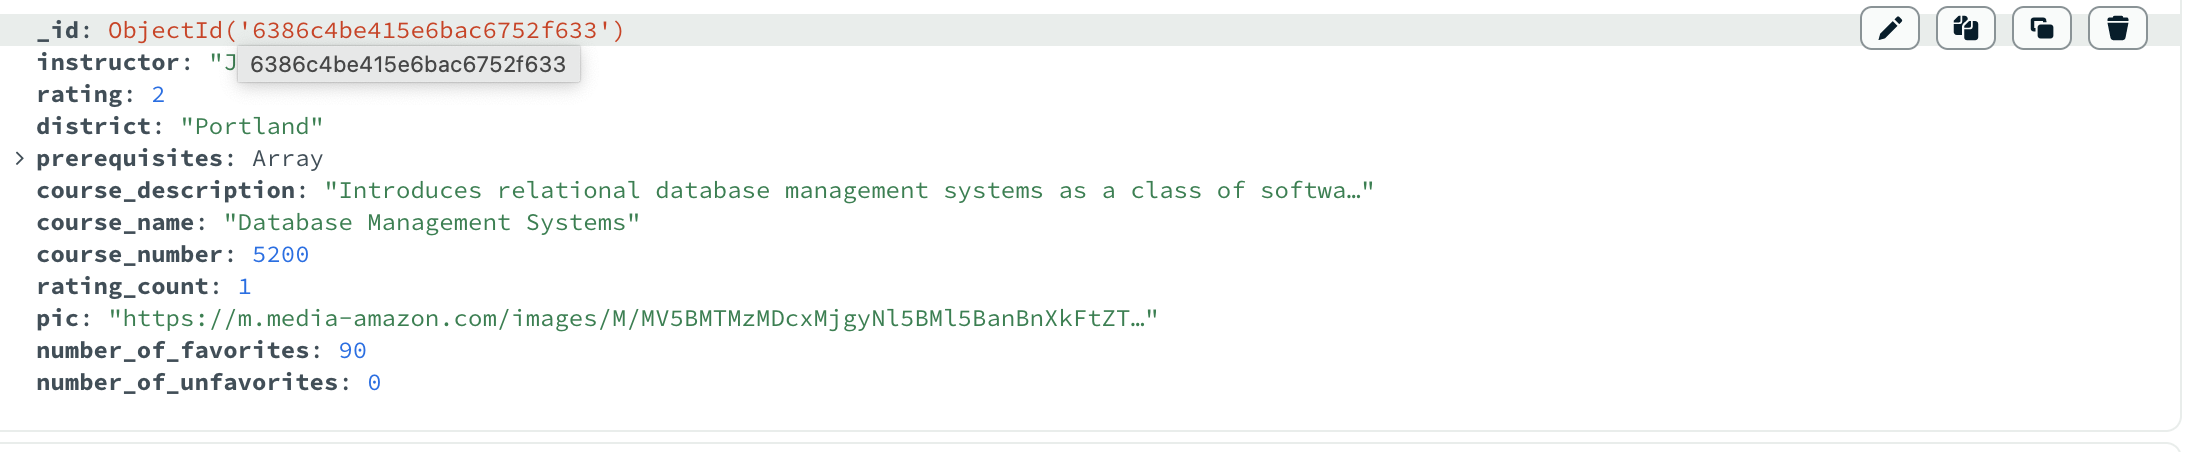 _id: ObjectId('6386c4be415e6bac6752f633')
instructor: "J
6386c4be415e6bac6752f633
rating: 2
district: "Portland"
prerequisites: Array
course_description: "Introduces relational database management systems as a class of softwa…"
course_name: "Database Management Systems"
course_number: 5200
rating_count: 1
pic: "https://m.media-amazon.com/images/M/MV5BMTMzMDcxMjgyNl5BMl5BanBnXkFtZT…"
number_of_favorites: 90
number_of_unfavorites: 0